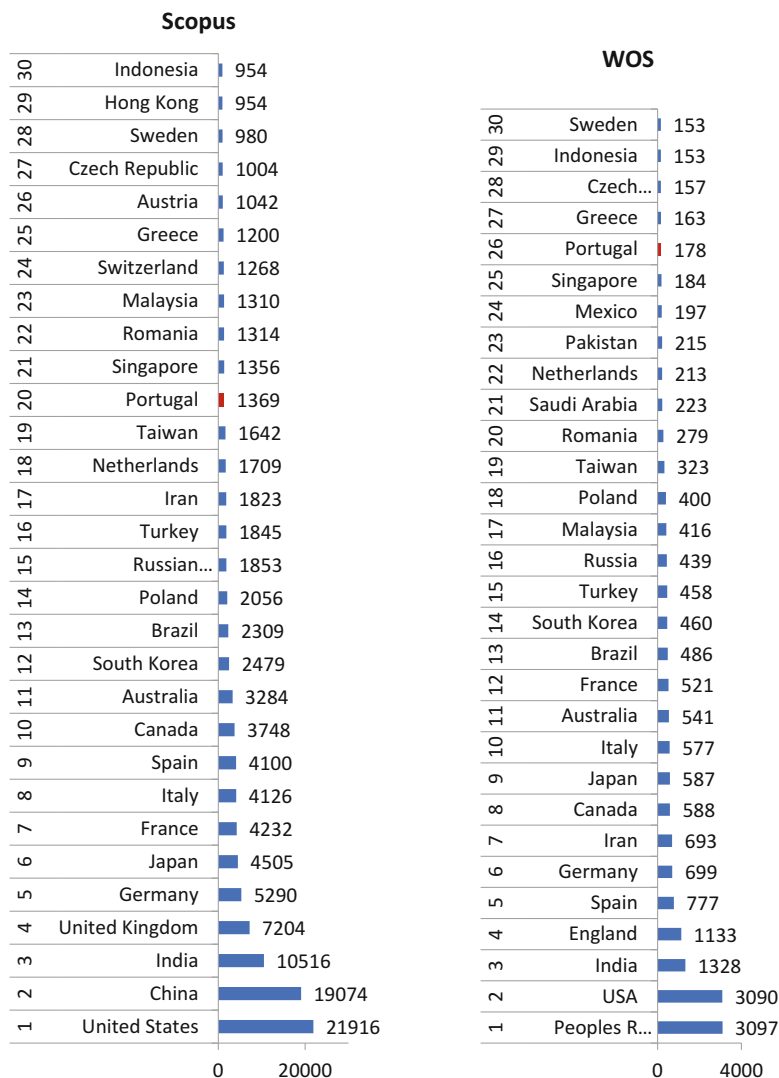 Scopus
30 Indonesia 954
29 Hong Kong 954
28 Sweden 980
27 Czech Republic 1004
26 Austria 1042
25 Greece 1200
24 Switzerland 1268
23 Malaysia 1310
22 Romania 1314
21 Singapore 1356
20 Portugal 1369
19 Taiwan 1642
18 Netherlands 1709
17 Iran 1823
16 Turkey 1845
15 Russian... 1853
14 Poland 2056
13 Brazil 2309
12 South Korea 2479
11 Australia 3284
10 Canada 3748
9 Spain 4100
8 Italy 4126
7 France 4232
6 Japan 4505
5 Germany 5290
4 United Kingdom 7204
3 India 10516
2 China 19074
1 United States 21916
0 20000
WOS
30 Sweden 153
29 Indonesia 153
28 Czech... 157
27 Greece 163
26 Portugal 178
25 Singapore 184
24 Mexico 197
23 Pakistan 215
22 Netherlands 213
21 Saudi Arabia 223
20 Romania 279
19 Taiwan 323
18 Poland 400
17 Malaysia 416
16 Russia 439
15 Turkey 458
14 South Korea 460
13 Brazil 486
12 France 521
11 Australia 541
10 Italy 577
9 Japan 587
8 Canada 588
7 Iran 693
6 Germany 699
5 Spain 777
4 England 1133
3 India 1328
2 USA 3090
1 Peoples R... 3097
0 4000